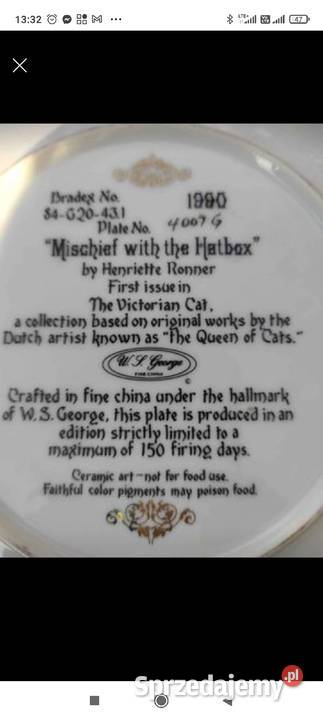 13:32
LTE+
47
Bradex No.
1990
84-G20-43.1
Plate No. 4007 G
"Mischief with the Hatbox"
by Henriette Ronner
First issue in
The Victorian Cat,
a collection based on original works by the
Dutch artist known as "The Queen of Cats."
W. S. George
FINE CHINA
©
Crafted in fine china under the hallmark
of W. S. George, this plate is produced in an
edition strictly limited to a
maximum of 150 firing days.
Ceramic art—not for food use.
Faithful color pigments may poison food.
Sprzedajemy.pl